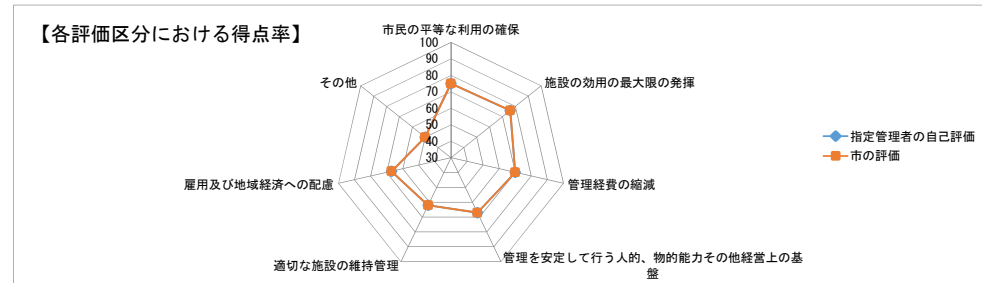 【各評価区分における得点率】
市民の平等な利用の確保
100
90
80
70
60
50
40
30
施設の効用の最大限の発揮
管理経費の縮減
管理を安定して行う人的、物的能力その他経営上の基
盤
適切な施設の維持管理
雇用及び地域経済への配慮
その他
指定管理者の自己評価
市の評価